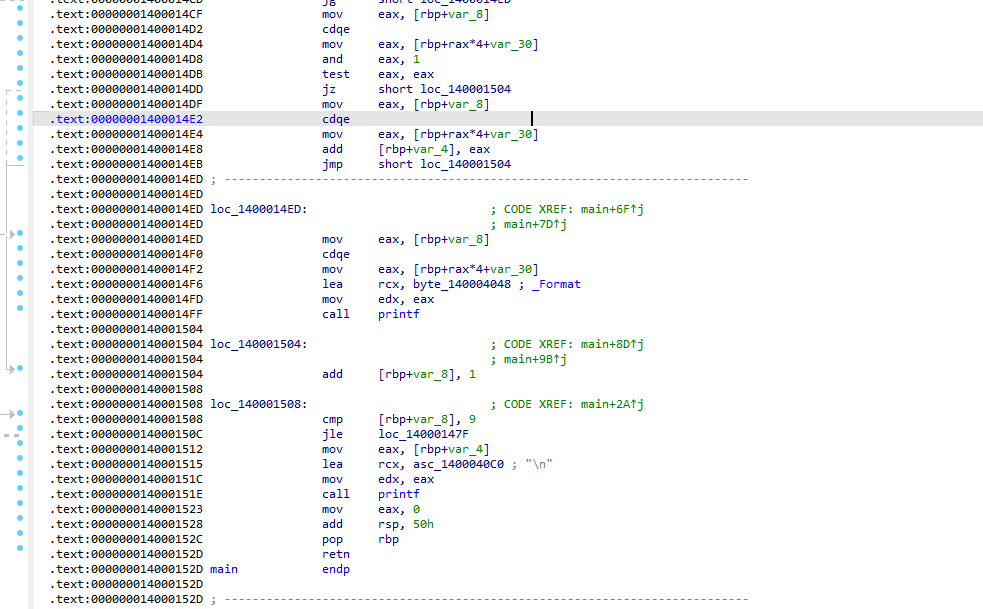 .text:00000001400014CD jg short loc_1400014ED
.text:00000001400014CF mov eax, [rbp+var_8]
.text:00000001400014D2 cdqe
.text:00000001400014D4 mov eax, [rbp+rax*4+var_30]
.text:00000001400014D8 and eax, 1
.text:00000001400014DB test eax, eax
.text:00000001400014DD jz short loc_140001504
.text:00000001400014DF mov eax, [rbp+var_8]
.text:00000001400014E2 cdqe
.text:00000001400014E4 mov eax, [rbp+rax*4+var_30]
.text:00000001400014E8 add [rbp+var_4], eax
.text:00000001400014EB jmp short loc_140001504
.text:00000001400014ED ; ---------------------------------------------------------------------------
.text:00000001400014ED
.text:00000001400014ED loc_1400014ED: ; CODE XREF: main+6F↑j
.text:00000001400014ED ; main+7D↑j
.text:00000001400014ED mov eax, [rbp+var_8]
.text:00000001400014F0 cdqe
.text:00000001400014F2 mov eax, [rbp+rax*4+var_30]
.text:00000001400014F6 lea rcx, byte_140004048 ; _Format
.text:00000001400014FD mov edx, eax
.text:00000001400014FF call printf
.text:0000000140001504
.text:0000000140001504 loc_140001504: ; CODE XREF: main+8D↑j
.text:0000000140001504 ; main+9B↑j
.text:0000000140001504 add [rbp+var_8], 1
.text:0000000140001508
.text:0000000140001508 loc_140001508: ; CODE XREF: main+2A↑j
.text:0000000140001508 cmp [rbp+var_8], 9
.text:000000014000150C jle loc_14000147F
.text:0000000140001512 mov eax, [rbp+var_4]
.text:0000000140001515 lea rcx, asc_1400040C0 ; "\n"
.text:000000014000151C mov edx, eax
.text:000000014000151E call printf
.text:0000000140001523 mov eax, 0
.text:0000000140001528 add rsp, 50h
.text:000000014000152C pop rbp
.text:000000014000152D retn
.text:000000014000152D main endp
.text:000000014000152D
.text:000000014000152D ; ---------------------------------------------------------------------------